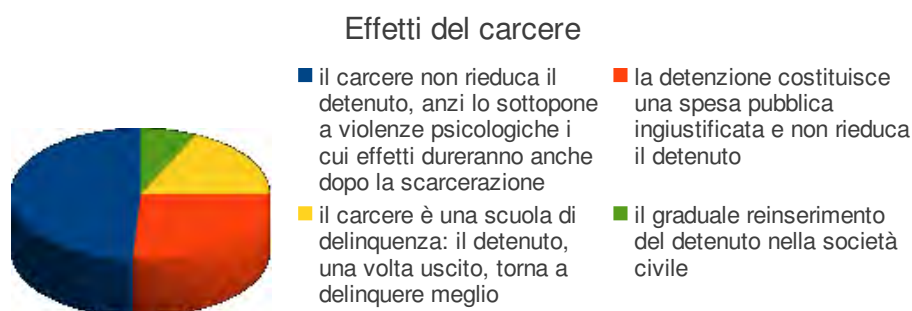 Effetti del carcere
il carcere non rieduca il
detenuto, anzi lo sottopone
a violenze psicologiche i
cui effetti dureranno anche
dopo la scarcerazione
la detenzione costituisce
una spesa pubblica
ingiustificata e non rieduca
il detenuto
il carcere è una scuola di
delinquenza: il detenuto,
una volta uscito, torna a
delinquere meglio
il graduale reinserimento
del detenuto nella società
civile